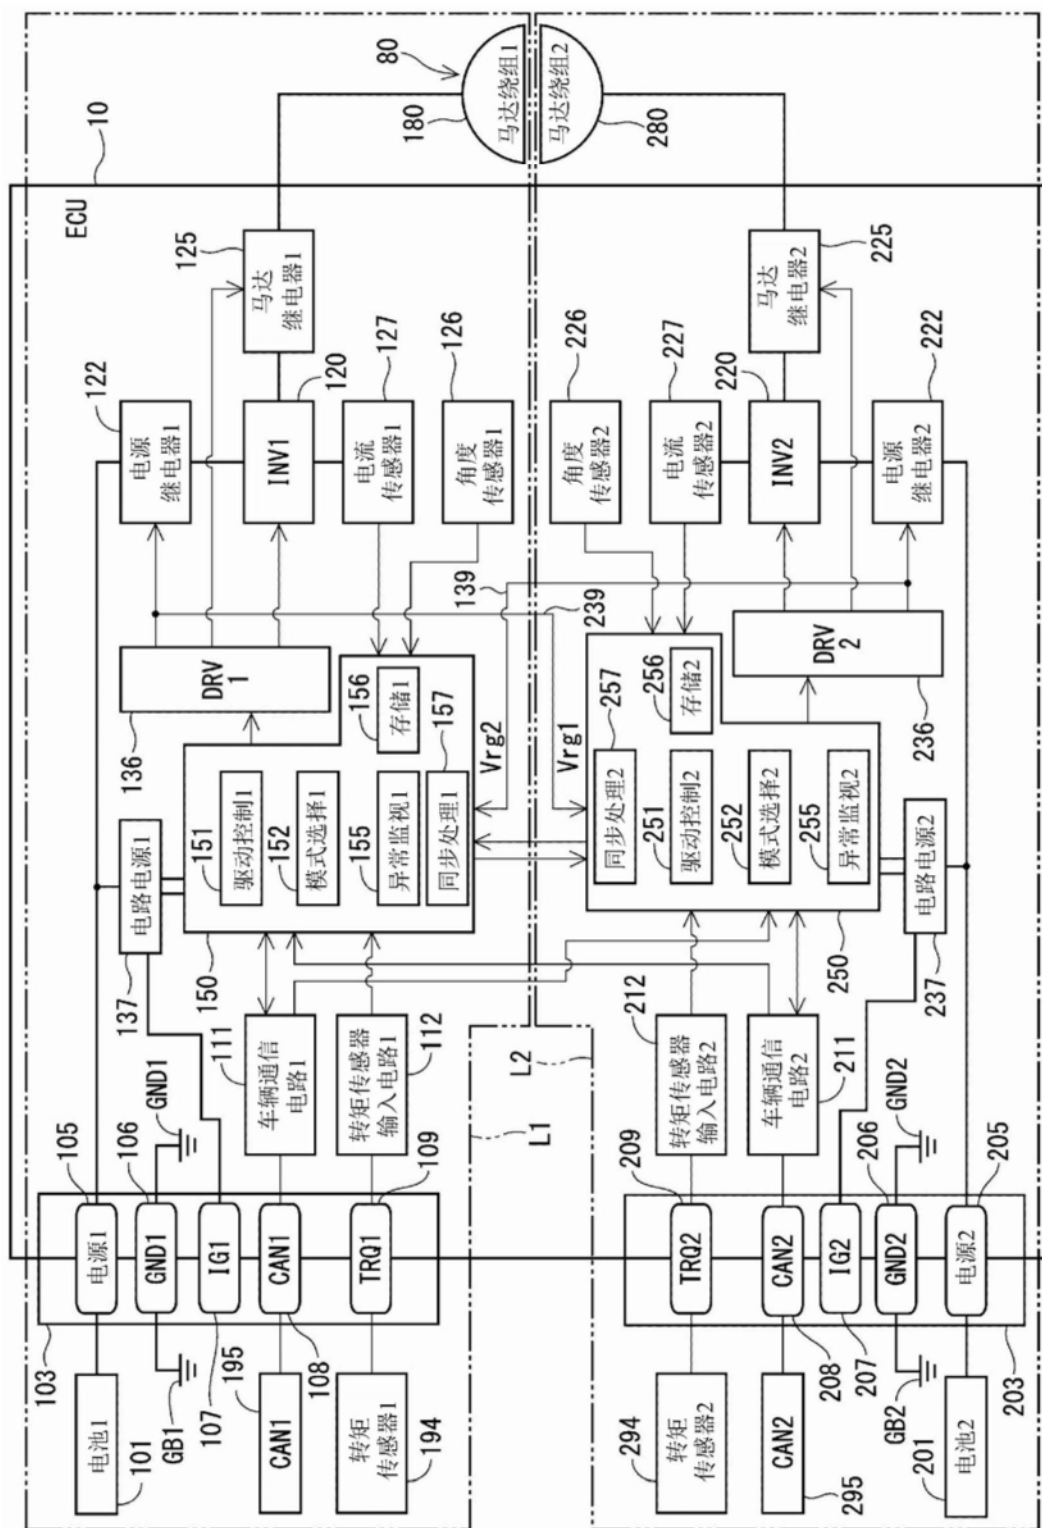 ECU
10
80
电池1
101
103
GB1
电源1
105
GND1
106
GND1
IG1
107
CAN1
195
CAN1
108
转矩
传感器1
194
TRQ1
109
车辆通信
电路1
111
转矩传感器
输入电路1
112
L1
电路电源1
137
150
驱动控制1
151
模式选择1
152
异常监视1
155
存储1
156
同步处理1
157
DRV
1
136
电源
继电器1
122
INV1
120
电流
传感器1
127
角度
传感器1
126
马达
继电器1
125
马达绕组1
180
139
239
Vrg2
Vrg1
马达绕组2
280
马达
继电器2
225
角度
传感器2
226
电流
传感器2
227
INV2
220
电源
继电器2
222
DRV
2
236
同步处理2
257
存储2
256
驱动控制2
251
模式选择2
252
异常监视2
255
250
电路电源2
237
L2
转矩传感器
输入电路2
212
车辆通信
电路2
211
TRQ2
209
CAN2
208
IG2
207
GND2
206
GND2
电源2
205
203
转矩
传感器2
294
CAN2
295
GB2
电池2
201